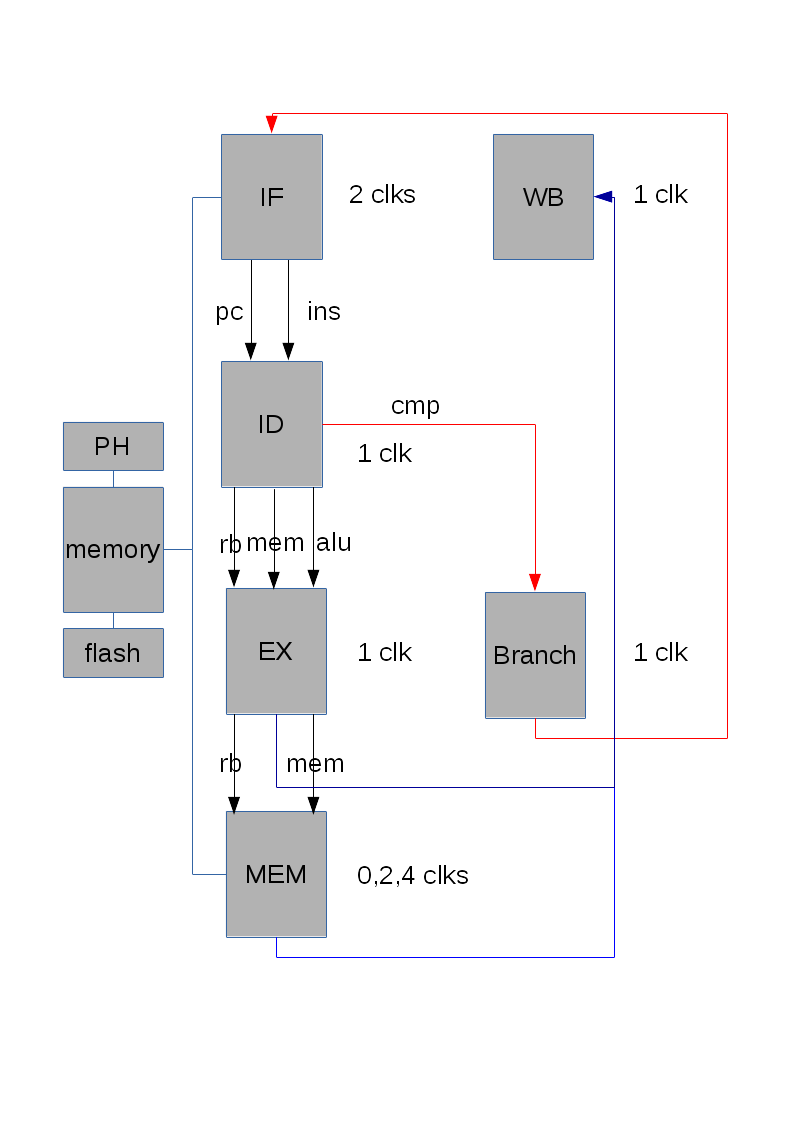 IF
2 clks
WB
1 clk
pc
ins
ID
cmp
1 clk
PH
memory
flash
rb
mem
alu
EX
1 clk
Branch
1 clk
rb
mem
MEM
0,2,4 clks